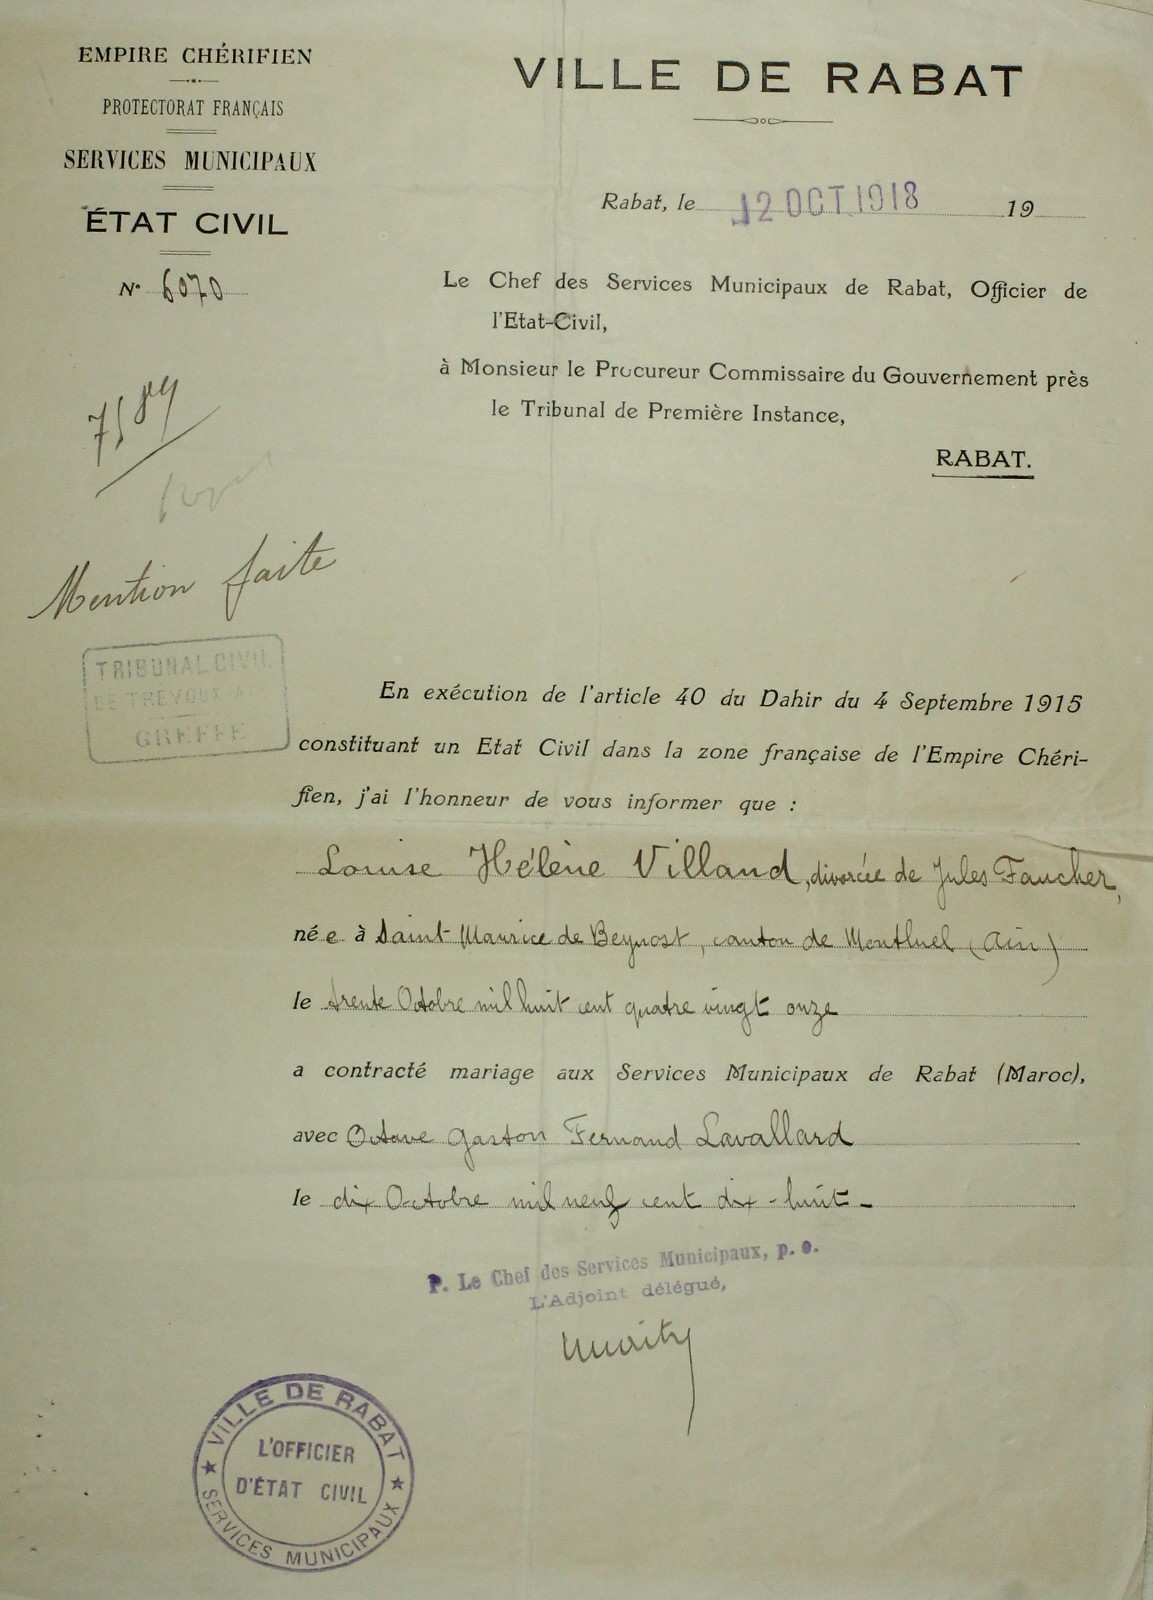 EMPIRE CHÉRIFIEN
PROTECTORAT FRANÇAIS
SERVICES MUNICIPAUX
ÉTAT CIVIL
N° 6070
VILLE DE RABAT
Rabat, le 12 OCT. 1918 19
Le Chef des Services Municipaux de Rabat, Officier de
l'Etat-Civil,
à Monsieur le Procureur Commissaire du Gouvernement près
le Tribunal de Première Instance,
RABAT.
Mention faite
TRIBUNAL CIVIL
DE TRÉVOUX
GREFFE
En exécution de l'article 40 du Dahir du 4 Septembre 1915
constituant un Etat Civil dans la zone française de l'Empire Chéri-
fien, j'ai l'honneur de vous informer que :
Louise Hélène Villand, divorcée de Jules Faucher,
née à Saint Maurice de Beynost, canton de Montluel (Ain)
le trente Octobre mil huit cent quatre vingt onze
a contracté mariage aux Services Municipaux de Rabat (Maroc),
avec Octave Gaston Fernand Lavallard
le dix Octobre mil neuf cent dix-huit
P. Le Chef des Services Municipaux, p. o.
L'Adjoint délégué,
VILLE DE RABAT
L'OFFICIER
D'ÉTAT CIVIL
SERVICES MUNICIPAUX